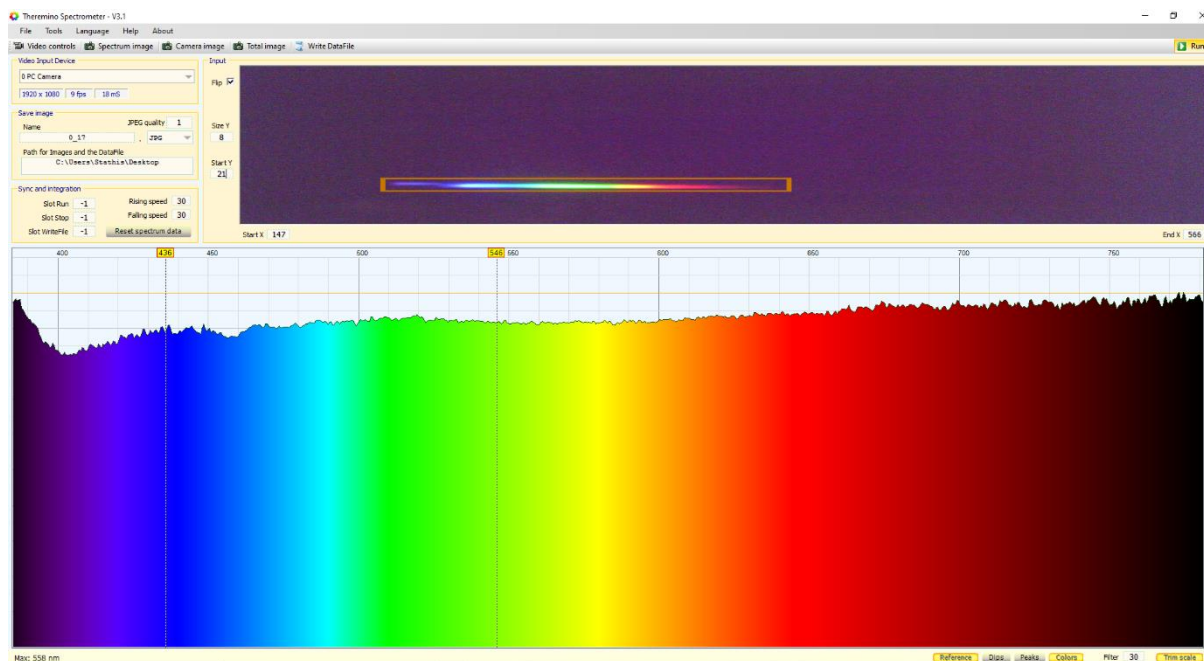 Theremino Spectrometer - V3.1
File Tools Language Help About
Video controls Spectrum image Camera image Total image Write DataFile Run
Video Input Device
0 PC Camera
1920 x 1080 9 fps 18 mS
Save image
Name JPEG quality 1
0_17 . JPG
Path for Images and the DataFile
C:\Users\Stathis\Desktop
Sync and integration
Slot Run -1 Rising speed 30
Slot Stop -1 Falling speed 30
Slot WriteFile -1 Reset spectrum data
Input
Flip
Size Y
8
Start Y
21
Start X 147 End X 566
400 436 460 500 546 560 600 650 700 750
Max: 558 nm Reference Dips Peaks Colors Filter 30 Trim scale